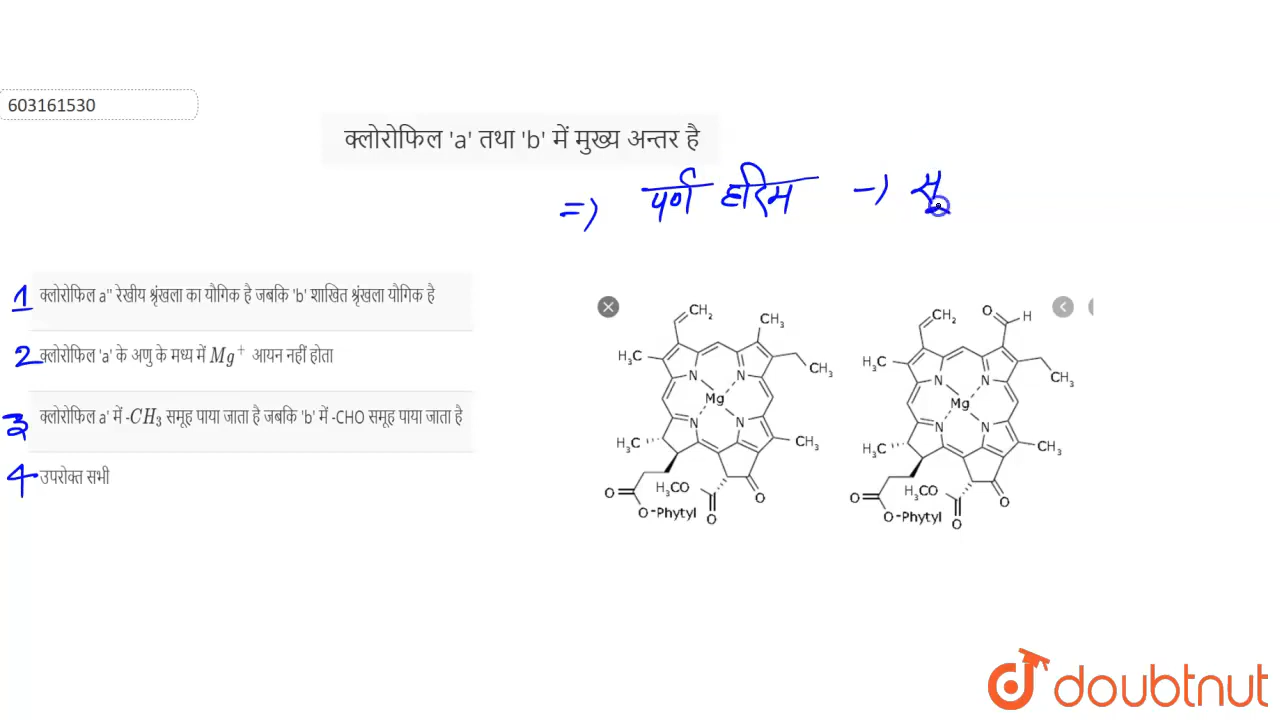 603161530
क्लोरोफिल 'a' तथा 'b' में मुख्य अन्तर है
=) पर्ण हरिम -) सू
1 क्लोरोफिल a'' रेखीय श्रृंखला का यौगिक है जबकि 'b' शाखित श्रृंखला यौगिक है
2 क्लोरोफिल 'a' के अणु के मध्य में Mg⁺ आयन नहीं होता
3 क्लोरोफिल a' में -CH₃ समूह पाया जाता है जबकि 'b' में -CHO समूह पाया जाता है
4 उपरोक्त सभी
CH₂
CH₃
H₃C
N
N
CH₃
Mg
N
N
H₃C
CH₃
H₃CO
O
O
O-Phytyl
O
O
H
CH₂
H₃C
N
N
CH₃
Mg
N
N
H₃C
CH₃
H₃CO
O
O
O-Phytyl
O
doubtnut